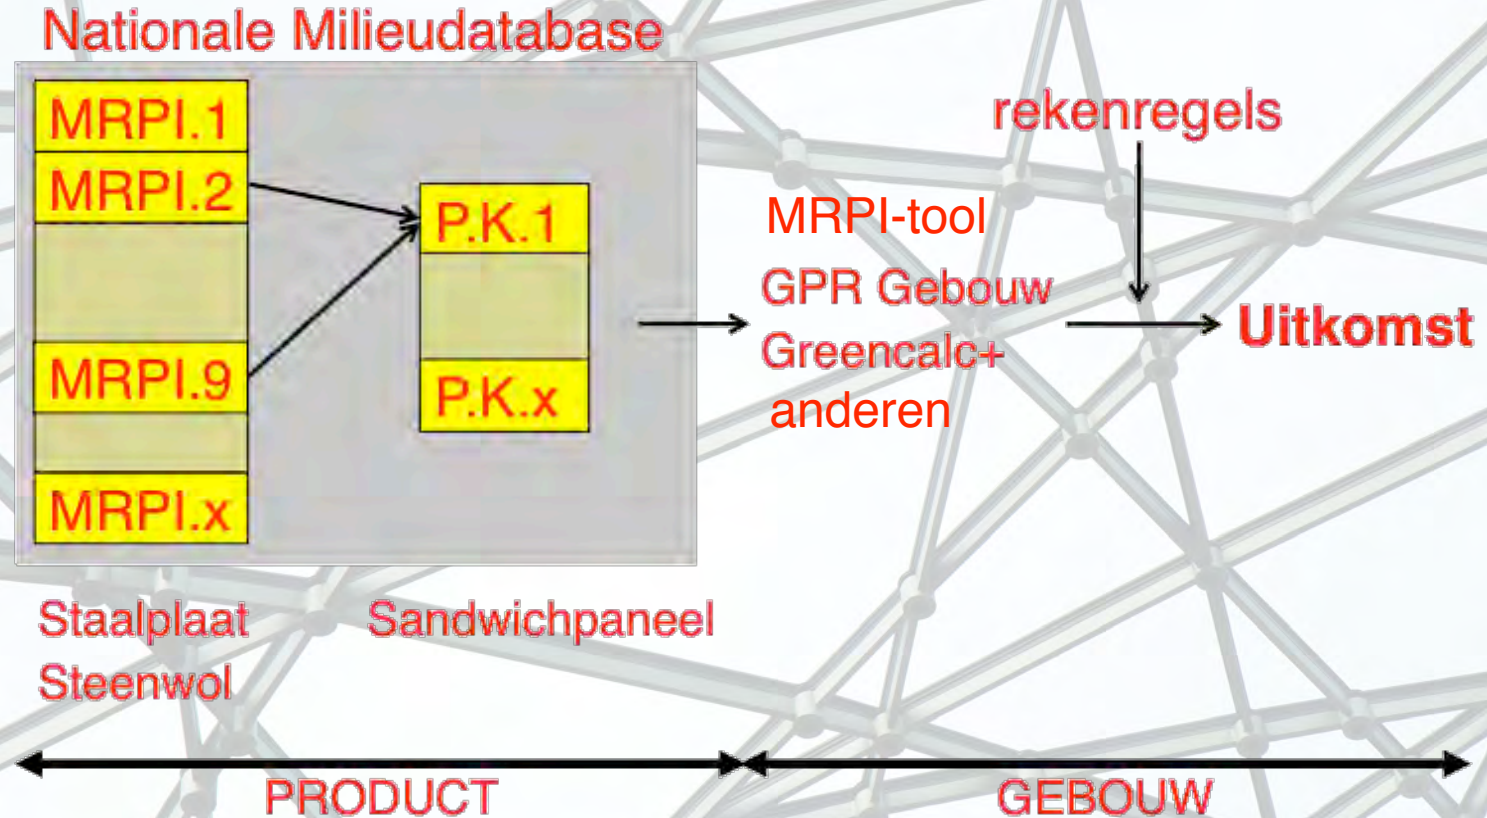 Nationale Milieudatabase
MRPI.1
MRPI.2
MRPI.9
MRPI.x
P.K.1
P.K.x
Staalplaat
Steenwol
Sandwichpaneel
MRPI-tool
GPR Gebouw
Greencalc+
anderen
rekenregels
Uitkomst
PRODUCT
GEBOUW